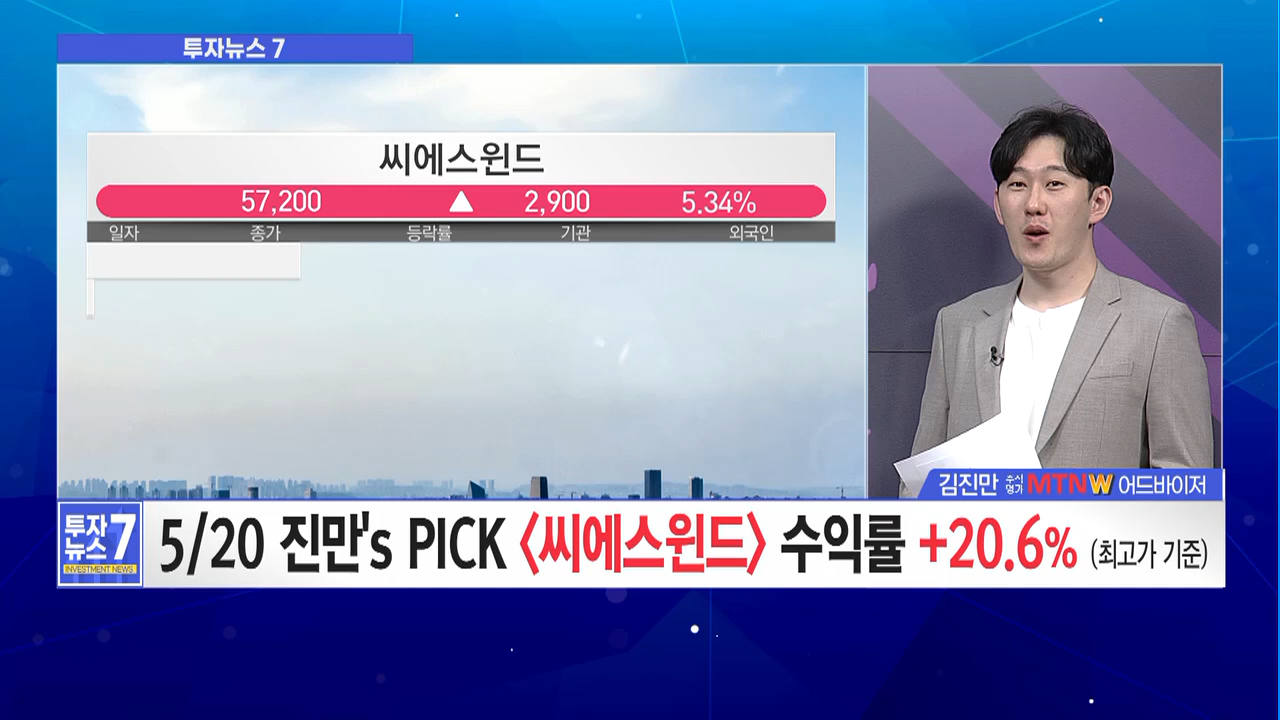 투자뉴스 7
씨에스윈드
57,200 ▲ 2,900 5.34%
일자 종가 등락률 기관 외국인
김진만 주식명가 MTNW 어드바이저
투자뉴스 7
INVESTMENT NEWS
5/20 진만's PICK <씨에스윈드> 수익률 +20.6% (최고가 기준)